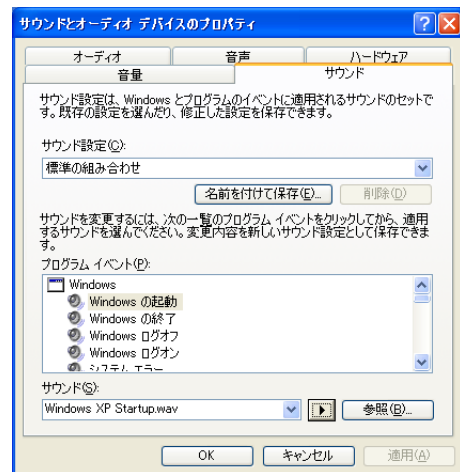 サウンドとオーディオ デバイスのプロパティ
オーディオ 音声 ハードウェア
音量 サウンド
サウンド設定は、Windows とプログラムのイベントに適用されるサウンドのセットで
す。既存の設定を選んだり、修正した設定を保存できます。
サウンド設定(C):
標準の組み合わせ
名前を付けて保存(E)... 削除(D)
サウンドを変更するには、次の一覧のプログラム イベントをクリックしてから、適用
するサウンドを選んでください。変更内容を新しいサウンド設定として保存できま
す。
プログラム イベント(P):
Windows
Windows の起動
Windows の終了
Windows ログオフ
Windows ログオン
システム エラー
サウンド(S):
Windows XP Startup.wav 参照(B)...
OK キャンセル 適用(A)